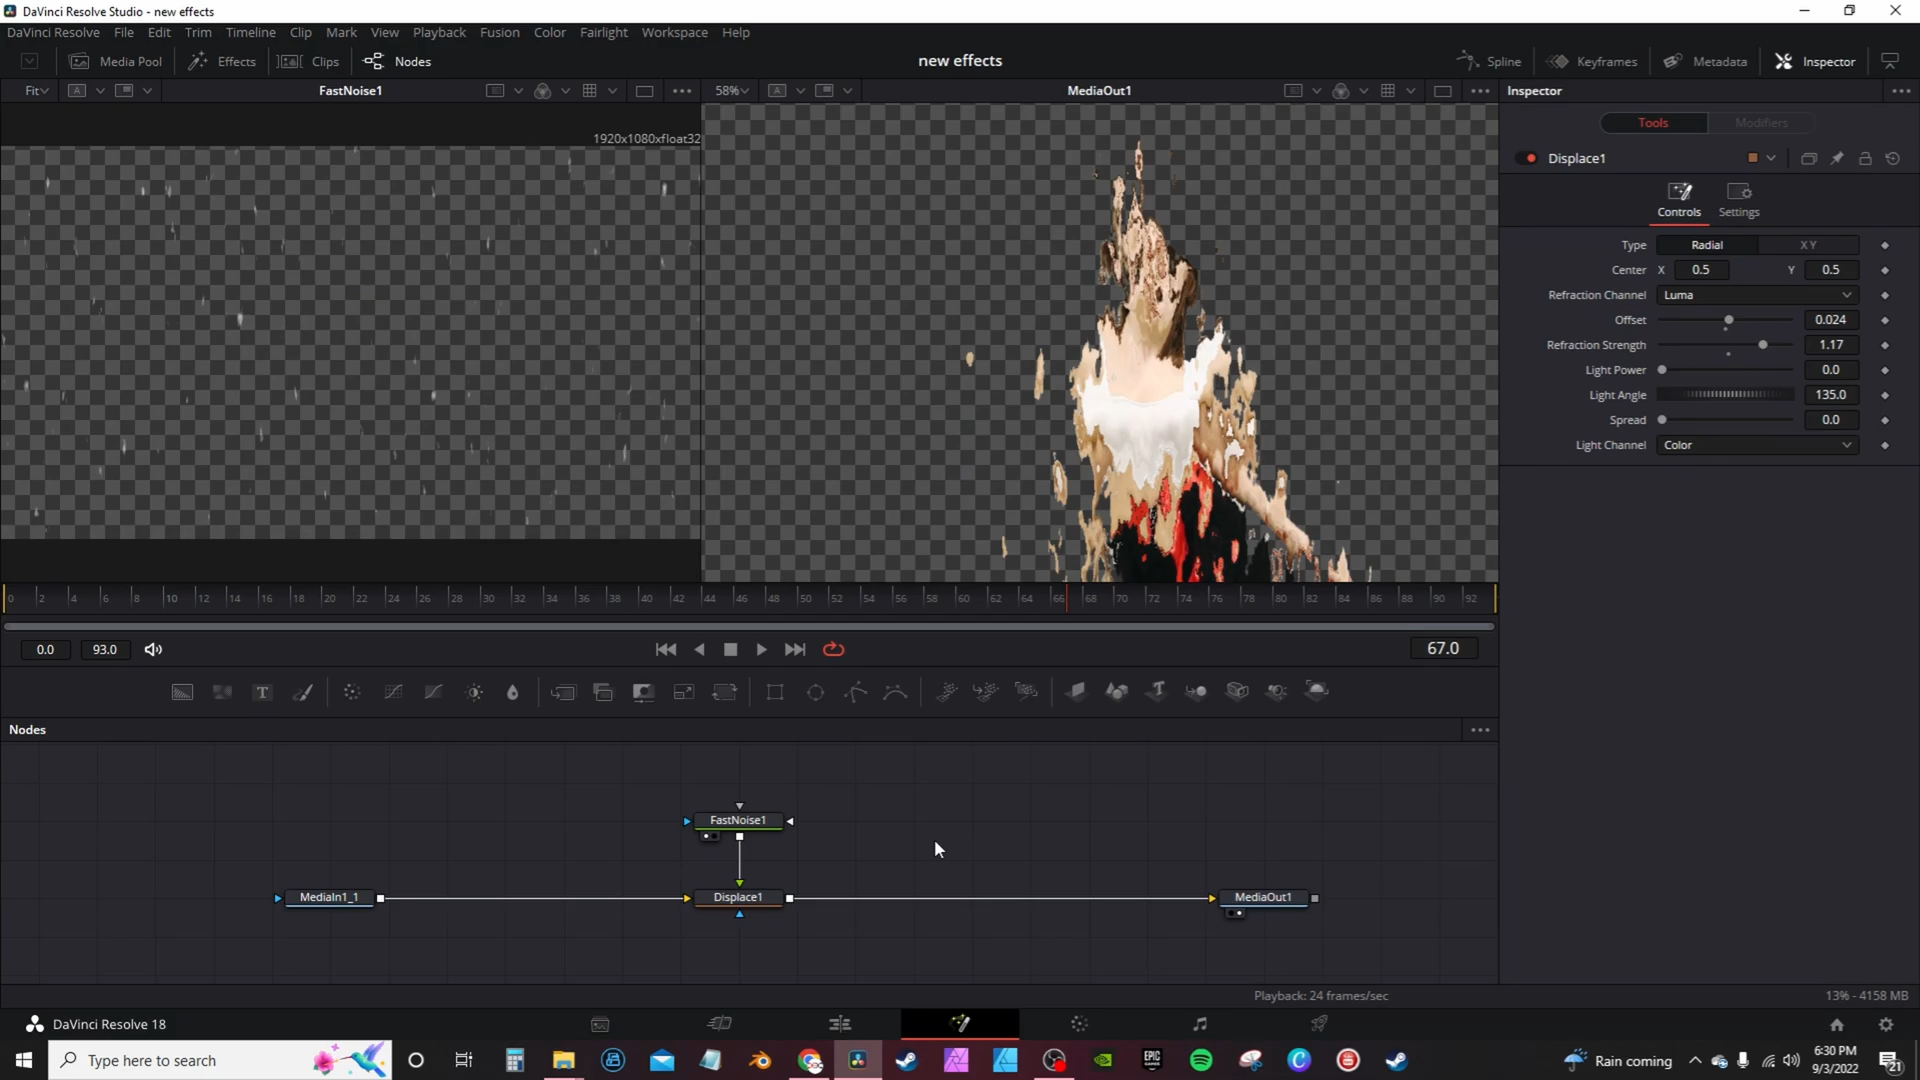 DaVinci Resolve Studio - new effects
DaVinci Resolve File Edit Trim Timeline Clip Mark View Playback Fusion Color Fairlight Workspace Help
Media Pool Effects Clips Nodes new effects Spline Keyframes Metadata Inspector
Fit A FastNoise1 58% A MediaOut1 Inspector
1920x1080xfloat32
Tools Modifiers
Displace1
Controls Settings
Type Radial X Y
Center X 0.5 Y 0.5
Refraction Channel Luma
Offset 0.024
Refraction Strength 1.17
Light Power 0.0
Light Angle 135.0
Spread 0.0
Light Channel Color
0 2 4 6 8 10 12 14 16 18 20 22 24 26 28 30 32 34 36 38 40 42 44 46 48 50 52 54 56 58 60 62 64 66 68 70 72 74 76 78 80 82 84 86 88 90 92
0.0 93.0 67.0
T T
Nodes
FastNoise1
MediaIn1_1 Displace1 MediaOut1
Playback: 24 frames/sec 13% - 4158 MB
DaVinci Resolve 18
Type here to search
EPIC GAMES
C
Rain coming
6:30 PM
9/3/2022
21